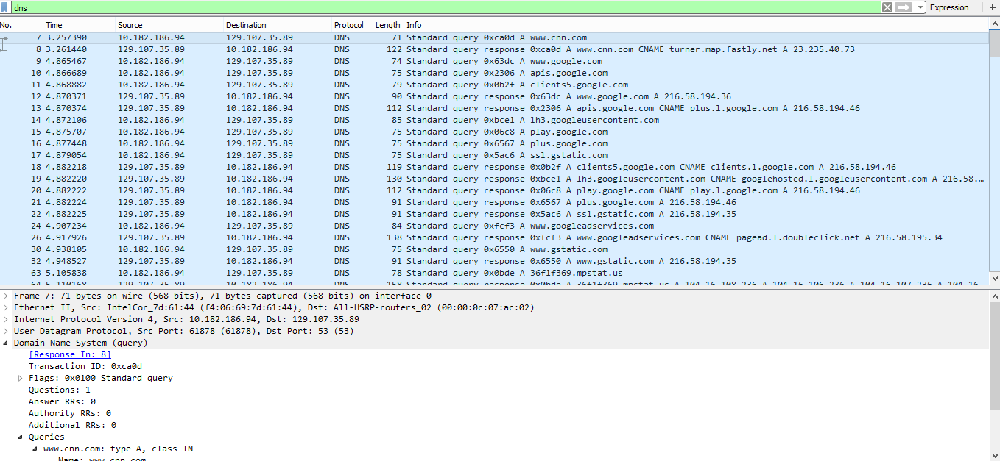 dns Expression... +
No. Time Source Destination Protocol Length Info
7 3.257390 10.182.186.94 129.107.35.89 DNS 71 Standard query 0xca0d A www.cnn.com
8 3.261440 129.107.35.89 10.182.186.94 DNS 122 Standard query response 0xca0d A www.cnn.com CNAME turner.map.fastly.net A 23.235.40.73
9 4.865467 10.182.186.94 129.107.35.89 DNS 74 Standard query 0x63dc A www.google.com
10 4.866689 10.182.186.94 129.107.35.89 DNS 75 Standard query 0x2306 A apis.google.com
11 4.868882 10.182.186.94 129.107.35.89 DNS 79 Standard query 0x0b2f A clients5.google.com
12 4.870371 129.107.35.89 10.182.186.94 DNS 90 Standard query response 0x63dc A www.google.com A 216.58.194.36
13 4.870374 129.107.35.89 10.182.186.94 DNS 112 Standard query response 0x2306 A apis.google.com CNAME plus.l.google.com A 216.58.194.46
14 4.872106 10.182.186.94 129.107.35.89 DNS 85 Standard query 0xbce1 A lh3.googleusercontent.com
15 4.875707 10.182.186.94 129.107.35.89 DNS 75 Standard query 0x06c8 A play.google.com
16 4.877448 10.182.186.94 129.107.35.89 DNS 75 Standard query 0x6567 A plus.google.com
17 4.879054 10.182.186.94 129.107.35.89 DNS 75 Standard query 0x5ac6 A ssl.gstatic.com
18 4.882218 129.107.35.89 10.182.186.94 DNS 119 Standard query response 0x0b2f A clients5.google.com CNAME clients.l.google.com A 216.58.194.46
19 4.882220 129.107.35.89 10.182.186.94 DNS 130 Standard query response 0xbce1 A lh3.googleusercontent.com CNAME googlehosted.l.googleusercontent.com A 216.58.…
20 4.882222 129.107.35.89 10.182.186.94 DNS 112 Standard query response 0x06c8 A play.google.com CNAME play.l.google.com A 216.58.194.46
21 4.882224 129.107.35.89 10.182.186.94 DNS 91 Standard query response 0x6567 A plus.google.com A 216.58.194.46
22 4.882225 129.107.35.89 10.182.186.94 DNS 91 Standard query response 0x5ac6 A ssl.gstatic.com A 216.58.194.35
24 4.907234 10.182.186.94 129.107.35.89 DNS 84 Standard query 0xfcf3 A www.googleadservices.com
26 4.917926 129.107.35.89 10.182.186.94 DNS 138 Standard query response 0xfcf3 A www.googleadservices.com CNAME pagead.l.doubleclick.net A 216.58.195.34
30 4.938105 10.182.186.94 129.107.35.89 DNS 75 Standard query 0x6550 A www.gstatic.com
32 4.948527 129.107.35.89 10.182.186.94 DNS 91 Standard query response 0x6550 A www.gstatic.com A 216.58.194.35
63 5.105838 10.182.186.94 129.107.35.89 DNS 78 Standard query 0x0bde A 36f1f369.mpstat.us
64 5.110168 129.107.35.89 10.182.186.94 DNS 158 Standard query response 0x0bde A 36f1f369.mpstat.us A 104.16.108.236 A 104.16.106.236 A 104.16.107.236 A 104.16
Frame 7: 71 bytes on wire (568 bits), 71 bytes captured (568 bits) on interface 0
Ethernet II, Src: IntelCor_7d:61:44 (f4:06:69:7d:61:44), Dst: All-HSRP-routers_02 (00:00:0c:07:ac:02)
Internet Protocol Version 4, Src: 10.182.186.94, Dst: 129.107.35.89
User Datagram Protocol, Src Port: 61878 (61878), Dst Port: 53 (53)
Domain Name System (query)
[Response In: 8]
Transaction ID: 0xca0d
Flags: 0x0100 Standard query
Questions: 1
Answer RRs: 0
Authority RRs: 0
Additional RRs: 0
Queries
www.cnn.com: type A, class IN
Name: www.cnn.com